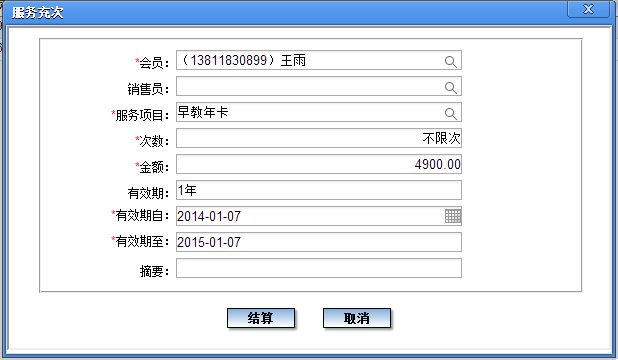 服务充次
X
*会员：（13811830899）王雨
销售员：
*服务项目：早教年卡
*次数：不限次
*金额：4900.00
有效期：1年
*有效期自：2014-01-07
*有效期至：2015-01-07
摘要：
结算 取消